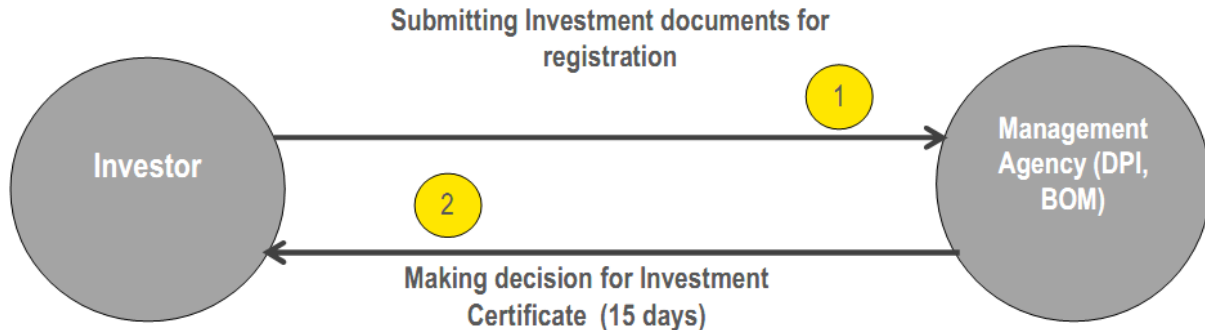 Submitting Investment documents for
registration
1
Investor
Management
Agency (DPI,
BOM)
2
Making decision for Investment
Certificate (15 days)